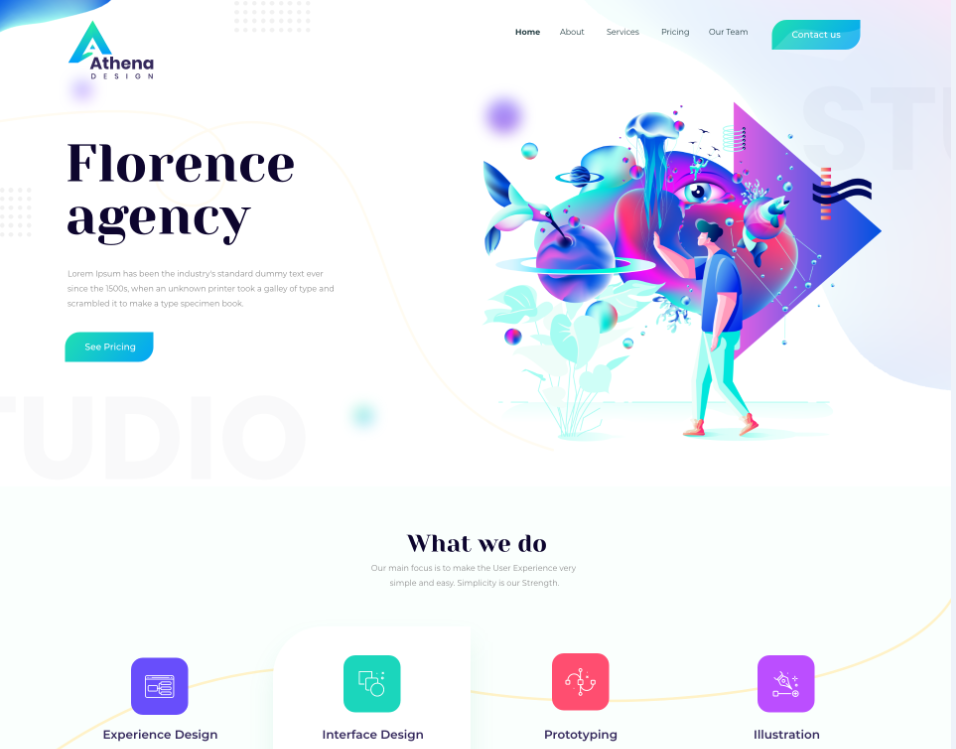 Athena
DESIGN
Home About Services Pricing Our Team Contact us
STU
Florence
agency
Lorem Ipsum has been the industry's standard dummy text ever
since the 1500s, when an unknown printer took a galley of type and
scrambled it to make a type specimen book.
See Pricing
TUDIO
What we do
Our main focus is to make the User Experience very
simple and easy. Simplicity is our Strength.
Experience Design Interface Design Prototyping Illustration